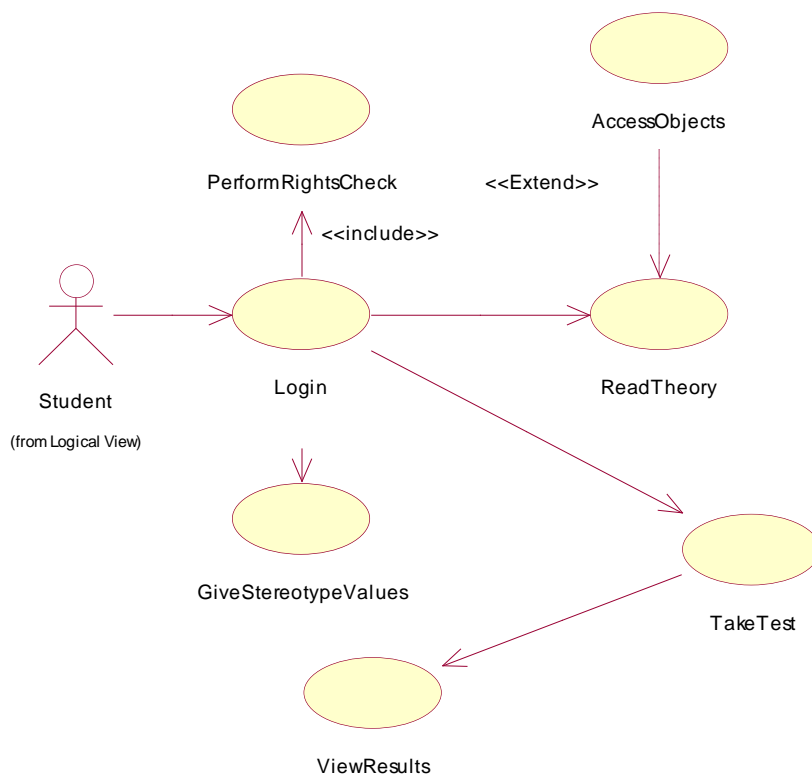 AccessObjects
PerformRightsCheck
<<Extend>>
<<include>>
Student
(from Logical View)
Login
ReadTheory
GiveStereotypeValues
TakeTest
ViewResults